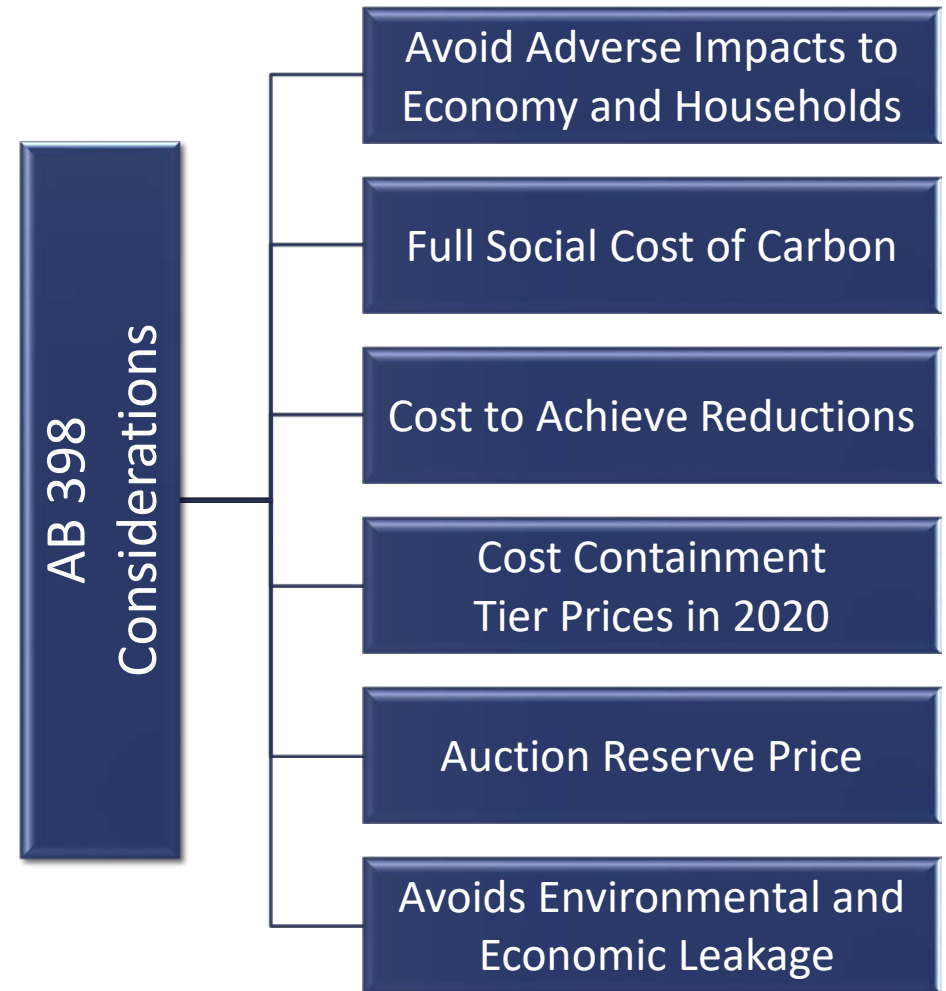 AB 398
Considerations
Avoid Adverse Impacts to
Economy and Households
Full Social Cost of Carbon
Cost to Achieve Reductions
Cost Containment
Tier Prices in 2020
Auction Reserve Price
Avoids Environmental and
Economic Leakage